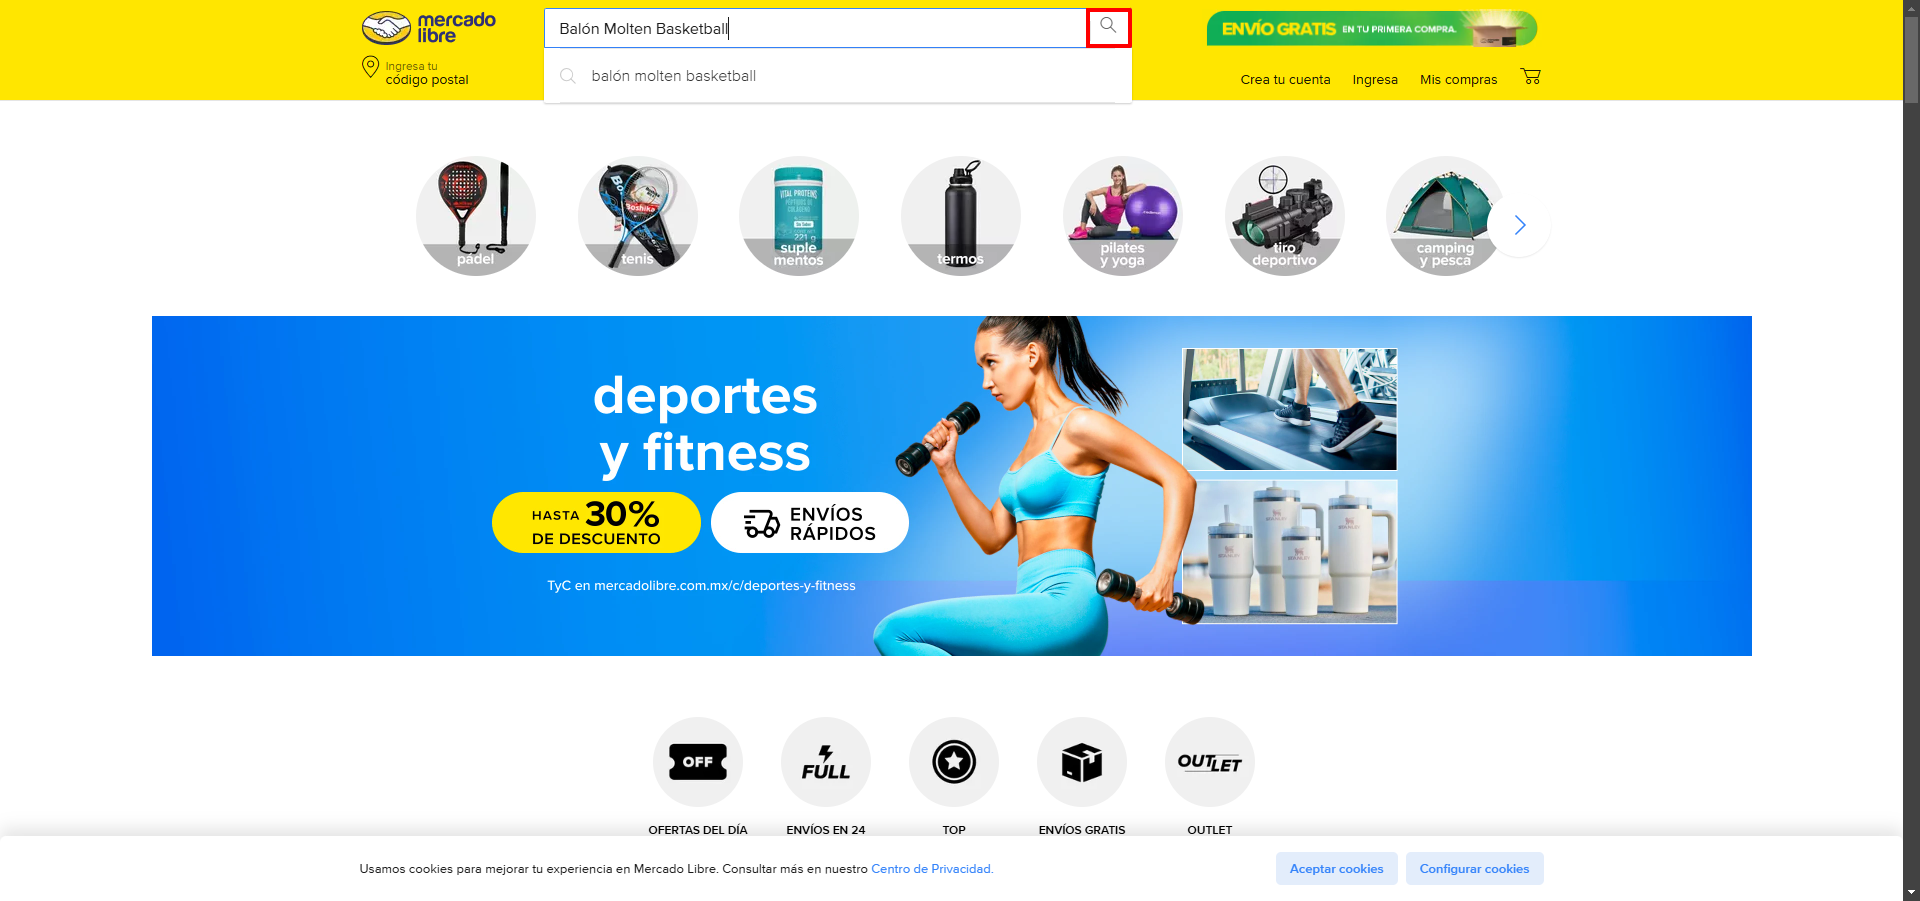 mercado
libre
Balón Molten Basketball
ENVÍO GRATIS EN TU PRIMERA COMPRA.
balón molten basketball
Ingresa tu
código postal
Crea tu cuenta
Ingresa
Mis compras
pádel
tenis
VITAL PROTEINS
suple
mentos
termos
pilates
y yoga
tiro
deportivo
camping
y pesca
deportes
y fitness
HASTA 30%
DE DESCUENTO
ENVÍOS
RÁPIDOS
TyC en mercadolibre.com.mx/c/deportes-y-fitness
OFF
FULL
OUTLET
OFERTAS DEL DÍA
ENVÍOS EN 24
TOP
ENVÍOS GRATIS
OUTLET
Usamos cookies para mejorar tu experiencia en Mercado Libre. Consultar más en nuestro Centro de Privacidad.
Aceptar cookies
Configurar cookies